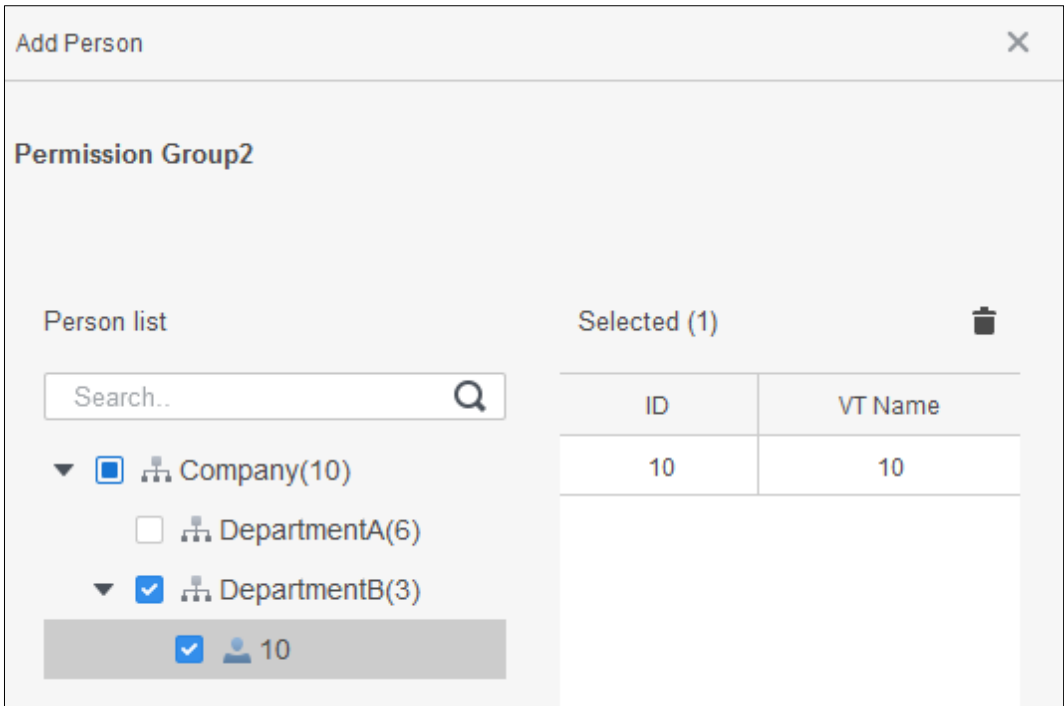 Add Person
Permission Group2
Person list
Selected (1)
Search..
ID VT Name
10 10
Company(10)
DepartmentA(6)
DepartmentB(3)
10